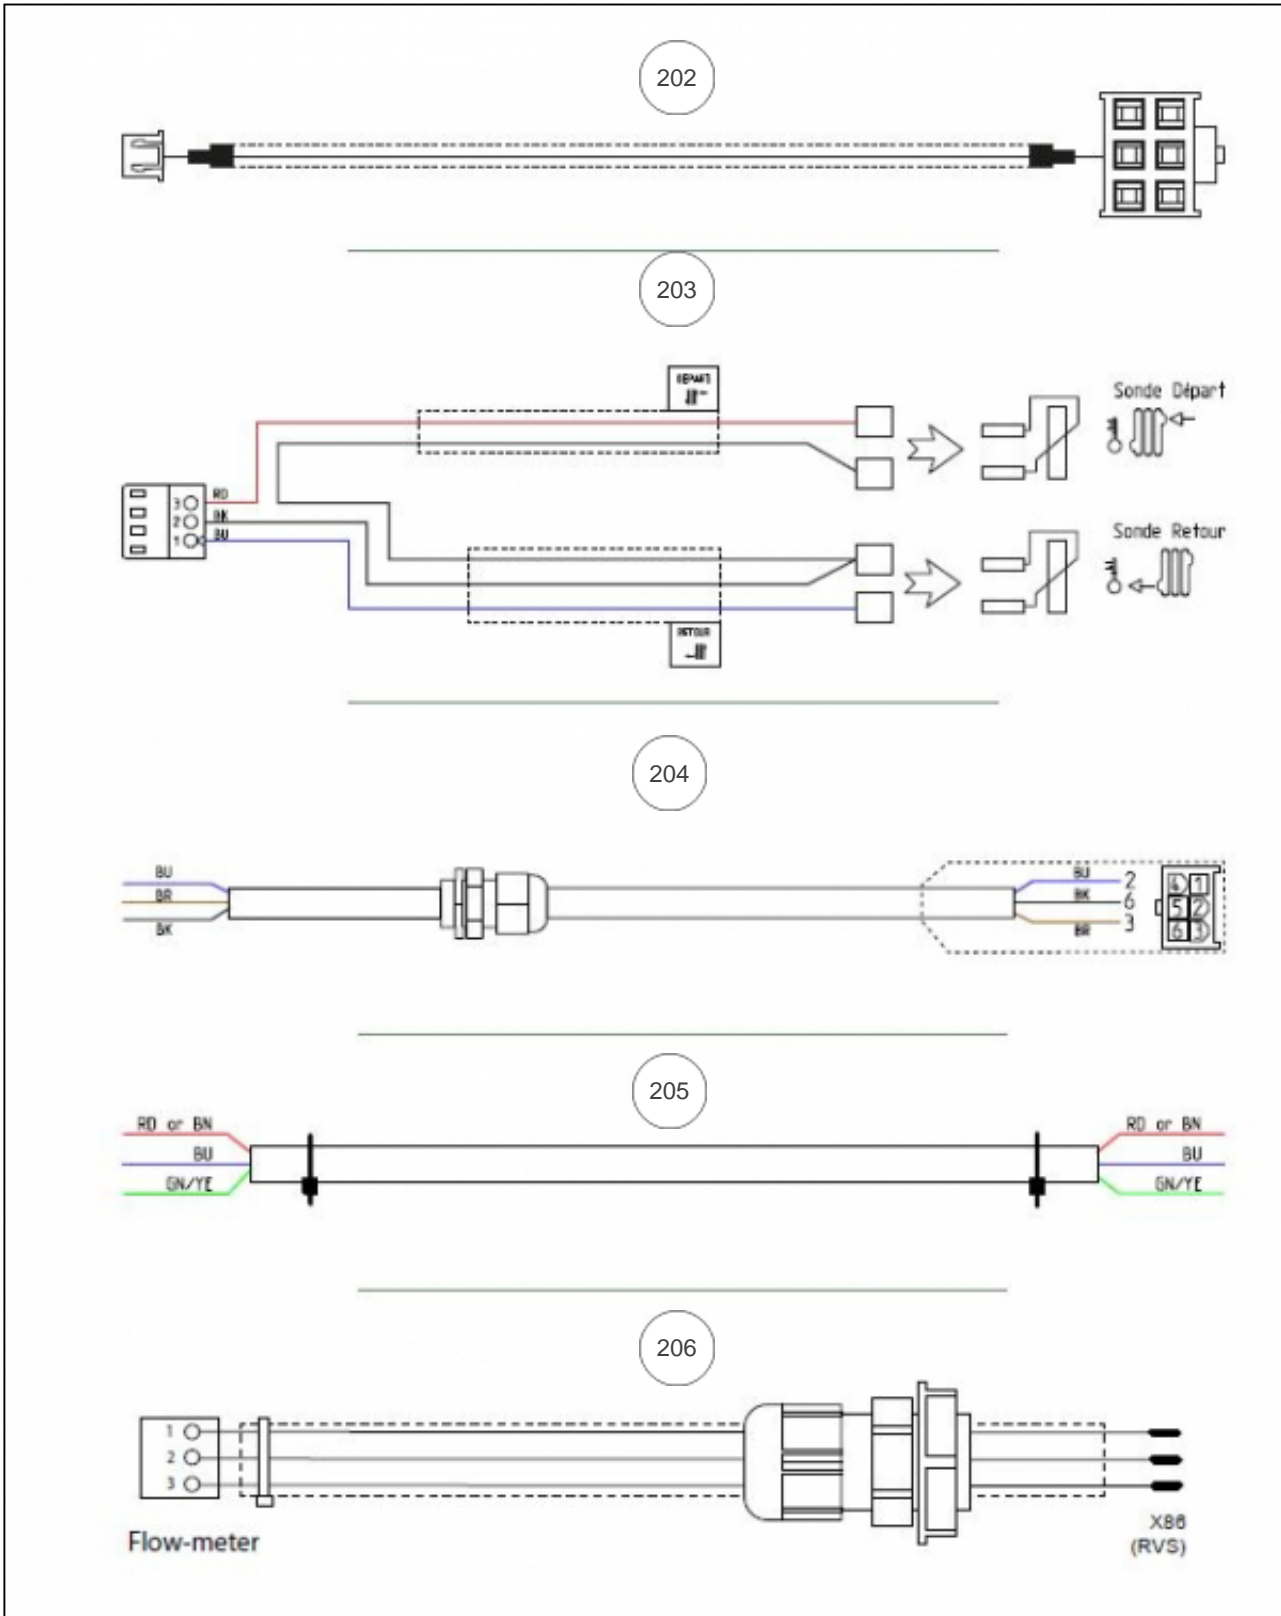 202
203
DEPART
Sonde Départ
3 RD
2 BK
1 BU
Sonde Retour
RETOUR
204
BU
BR
BK
BU 2
BK 6
BR 3
4 1
5 2
6 3
205
RD or BN
BU
GN/YE
RD or BN
BU
GN/YE
206
1
2
3
Flow-meter
X86
(RVS)